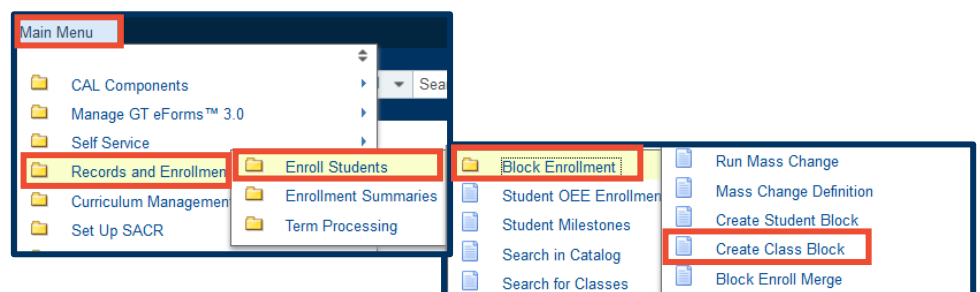 Main Menu
CAL Components
Sea
Manage GT eForms™ 3.0
Self Service
Records and Enrollmen
Curriculum Managemen
Set Up SACR
Enroll Students
Enrollment Summaries
Term Processing
Block Enrollment
Student OEE Enrollmen
Student Milestones
Search in Catalog
Search for Classes
Run Mass Change
Mass Change Definition
Create Student Block
Create Class Block
Block Enroll Merge